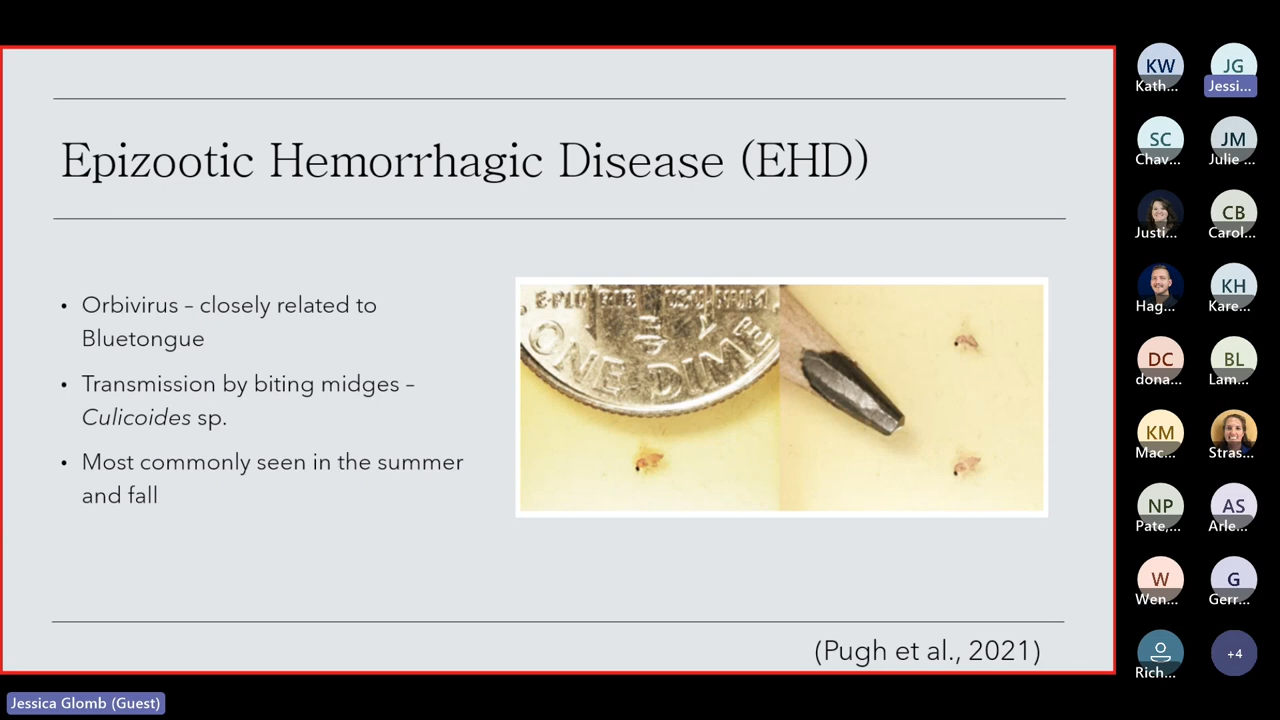 Epizootic Hemorrhagic Disease (EHD)
• Orbivirus – closely related to
Bluetongue
• Transmission by biting midges –
Culicoides sp.
• Most commonly seen in the summer
and fall
ONE DIME
(Pugh et al., 2021)
Jessica Glomb (Guest)
KW
Kath...
JG
Jessi...
SC
Chav...
JM
Julie ...
Justi...
CB
Carol...
Hag...
KH
Kare...
DC
dona...
BL
Lam...
KM
Mac...
Stras...
NP
Pate,...
AS
Arle...
W
Wen...
G
Gerr...
Rich...
+4